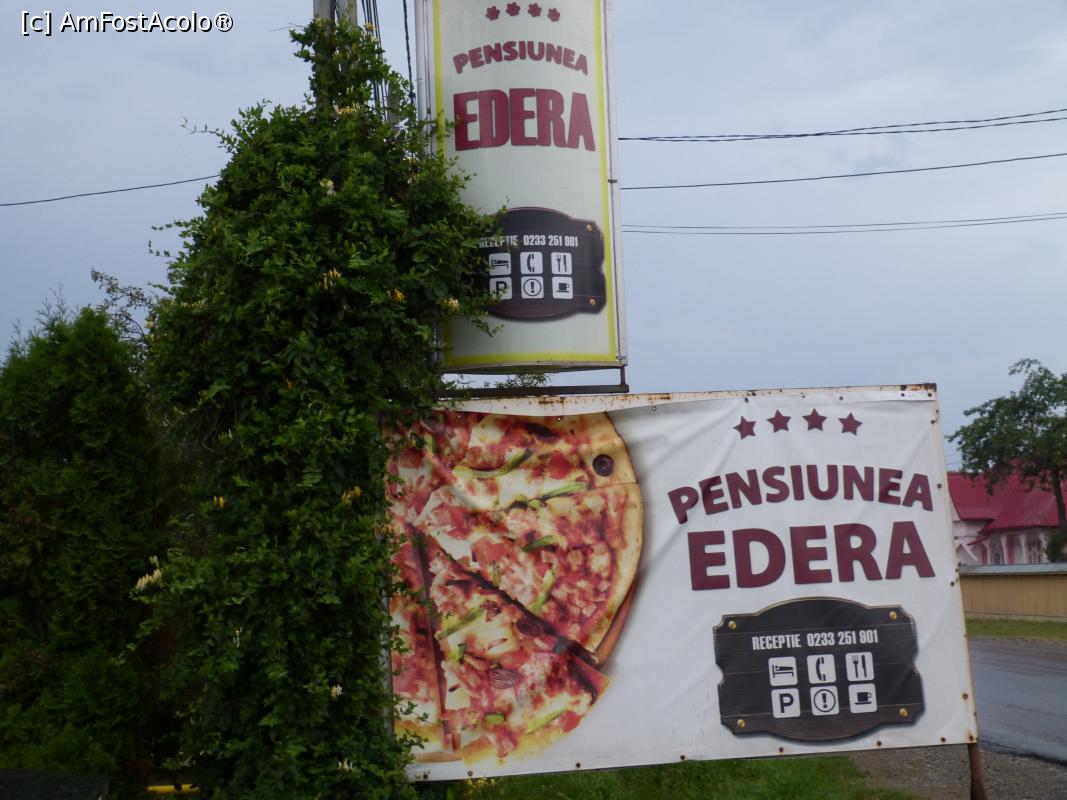 [c] AmFostAcolo®
PENSIUNEA
EDERA
RECEPTIE 0233 251 901
P
PENSIUNEA
EDERA
RECEPTIE 0233 251 901
P